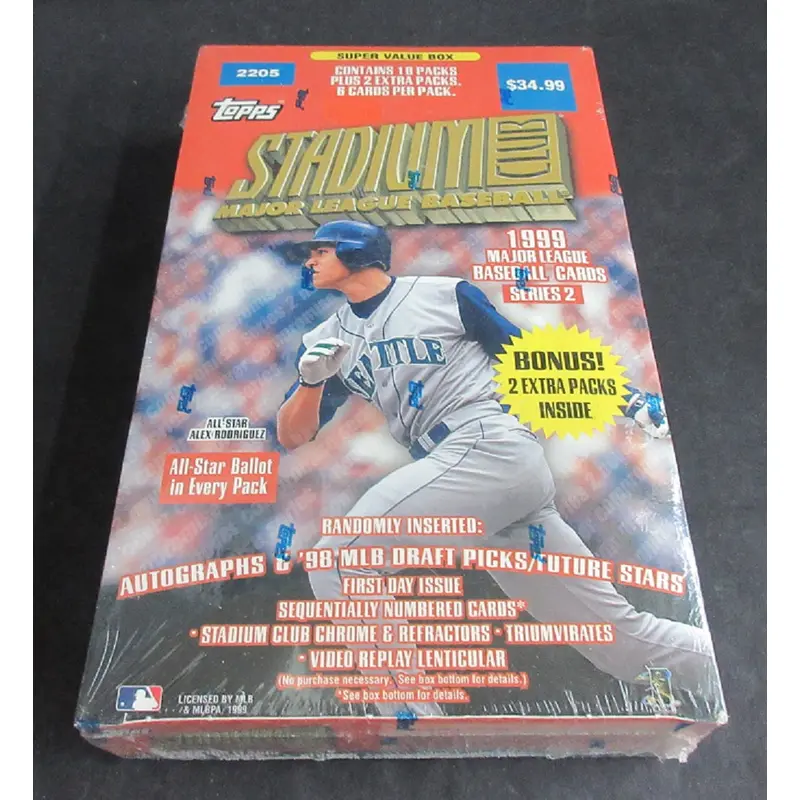 SUPER VALUE BOX
2205
CONTAINS 18 PACKS
PLUS 2 EXTRA PACKS.
6 CARDS PER PACK.
$34.99
Topps
STADIUM CLUB
MAJOR LEAGUE BASEBALL
1999
MAJOR LEAGUE
BASEBALL CARDS
SERIES 2
SEATTLE
BONUS!
2 EXTRA PACKS
INSIDE
ALL-STAR
ALEX RODRIGUEZ
All-Star Ballot
in Every Pack
RANDOMLY INSERTED:
AUTOGRAPHS & '98 MLB DRAFT PICKS/FUTURE STARS
FIRST DAY ISSUE
SEQUENTIALLY NUMBERED CARDS*
• STADIUM CLUB CHROME & REFRACTORS • TRIUMVIRATES
• VIDEO REPLAY LENTICULAR
(No purchase necessary. See box bottom for details.)
*See box bottom for details.
LICENSED BY MLB
& MLBPA, 1999